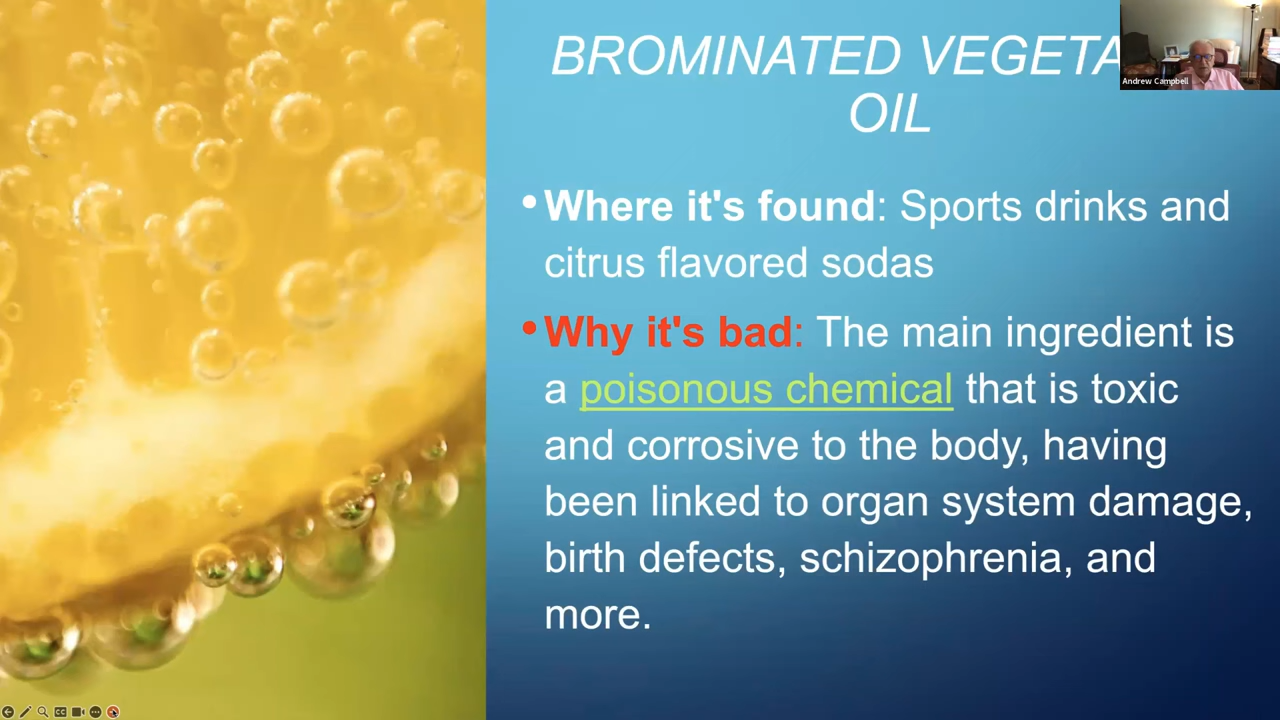 BROMINATED VEGETA
OIL
Andrew Campbell
• Where it's found: Sports drinks and
citrus flavored sodas
• Why it's bad: The main ingredient is
a poisonous chemical that is toxic
and corrosive to the body, having
been linked to organ system damage,
birth defects, schizophrenia, and
more.